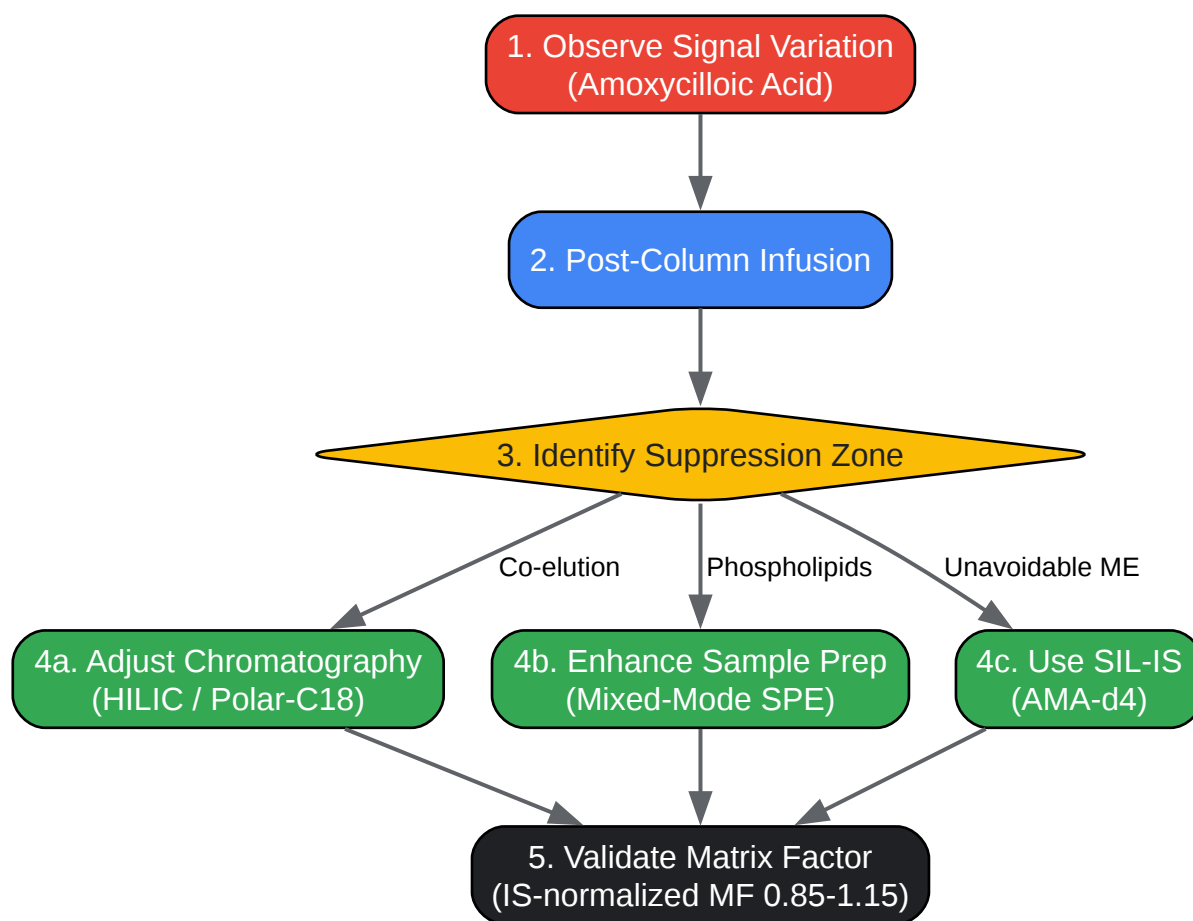 1. Observe Signal Variation
(Amoxycilloic Acid)
2. Post-Column Infusion
3. Identify Suppression Zone
Co-elution
Phospholipids
Unavoidable ME
4a. Adjust Chromatography
(HILIC / Polar-C18)
4b. Enhance Sample Prep
(Mixed-Mode SPE)
4c. Use SIL-IS
(AMA-d4)
5. Validate Matrix Factor
(IS-normalized MF 0.85-1.15)